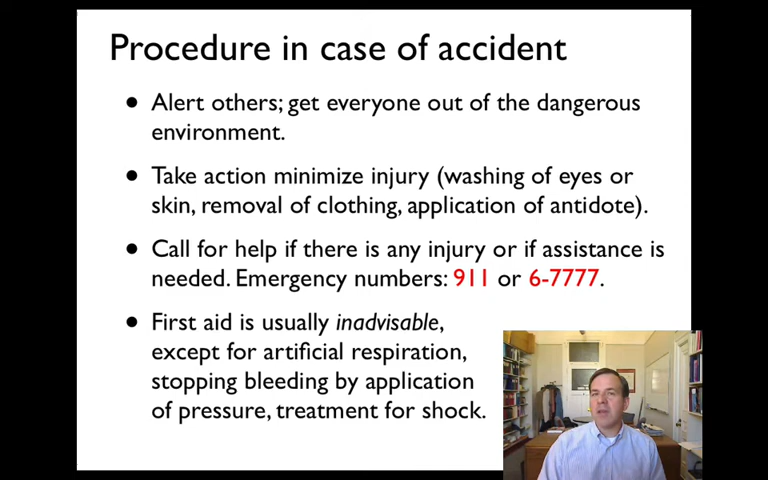 Procedure in case of accident
• Alert others; get everyone out of the dangerous
environment.
• Take action minimize injury (washing of eyes or
skin, removal of clothing, application of antidote).
• Call for help if there is any injury or if assistance is
needed. Emergency numbers: 911 or 6-7777.
• First aid is usually inadvisable,
except for artificial respiration,
stopping bleeding by application
of pressure, treatment for shock.